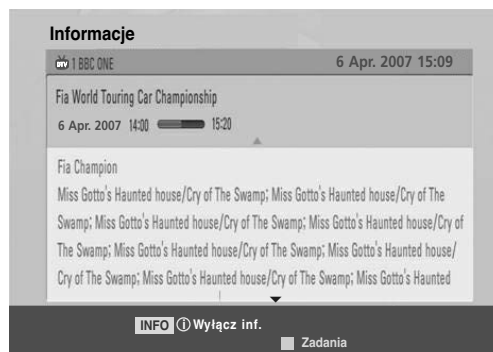 Informacje
DTV 1 BBC ONE 6 Apr. 2007 15:09
Fia World Touring Car Championship
6 Apr. 2007 14:00 15:20
Fia Champion
Miss Gotto's Haunted house/Cry of The Swamp; Miss Gotto's Haunted house/Cry of The
Swamp; Miss Gotto's Haunted house/Cry of The Swamp; Miss Gotto's Haunted house/Cry of
The Swamp; Miss Gotto's Haunted house/Cry of The Swamp; Miss Gotto's Haunted house/
Cry of The Swamp; Miss Gotto's Haunted house/Cry of The Swamp; Miss Gotto's Haunted
INFO i Wyłącz inf.
Zadania